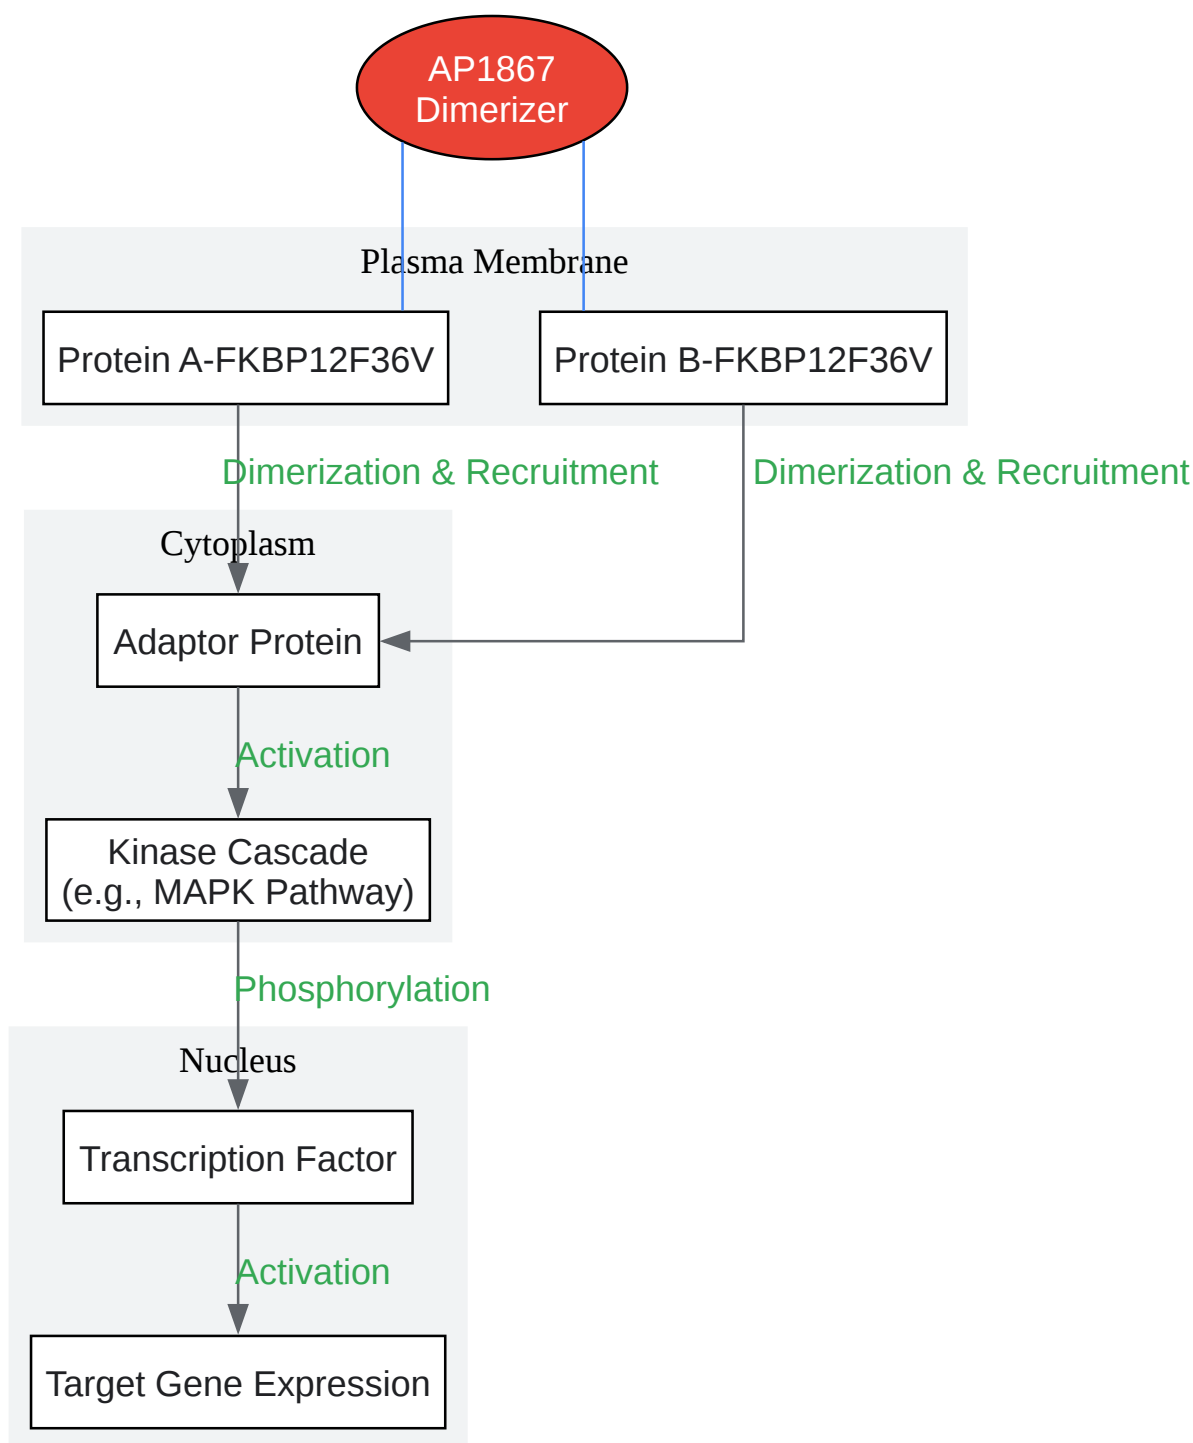 AP1867
Dimerizer
Plasma Membrane
Protein A-FKBP12F36V
Protein B-FKBP12F36V
Dimerization & Recruitment
Dimerization & Recruitment
Cytoplasm
Adaptor Protein
Activation
Kinase Cascade
(e.g., MAPK Pathway)
Phosphorylation
Nucleus
Transcription Factor
Activation
Target Gene Expression